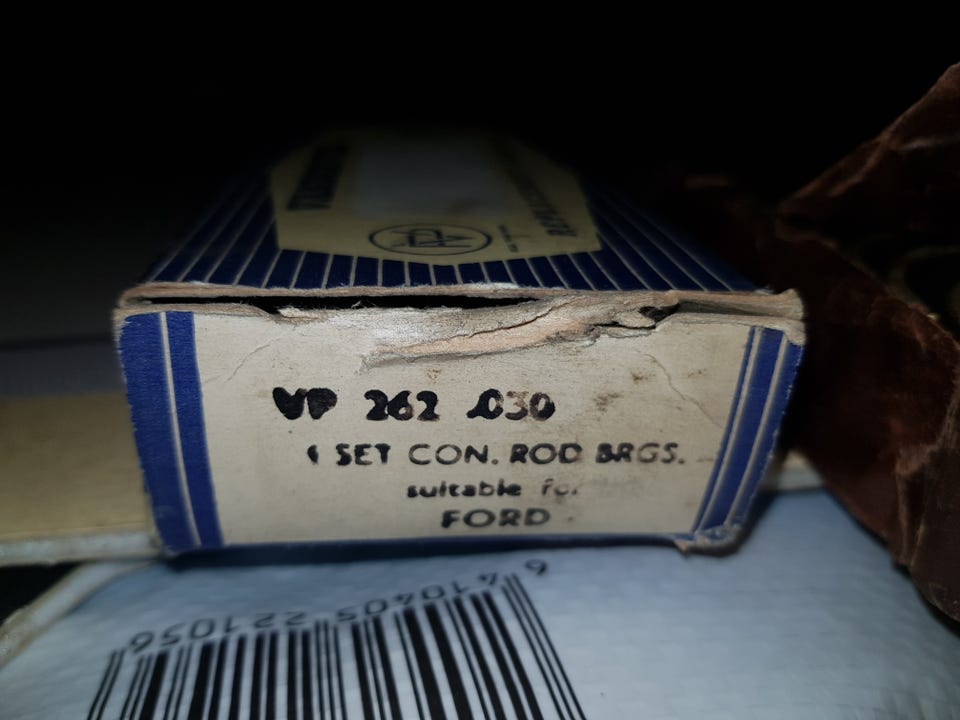 VP 262 .030
1 SET CON. ROD BRGS.
suitable for
FORD
6 410405 221056